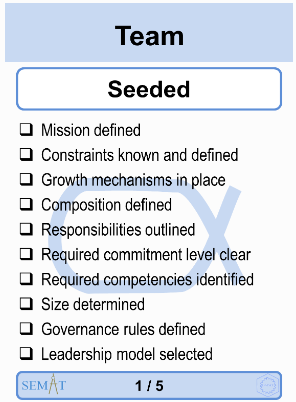 Team
Seeded
Mission defined
Constraints known and defined
Growth mechanisms in place
Composition defined
Responsibilities outlined
Required commitment level clear
Required competencies identified
Size determined
Governance rules defined
Leadership model selected
SEMAT
1 / 5